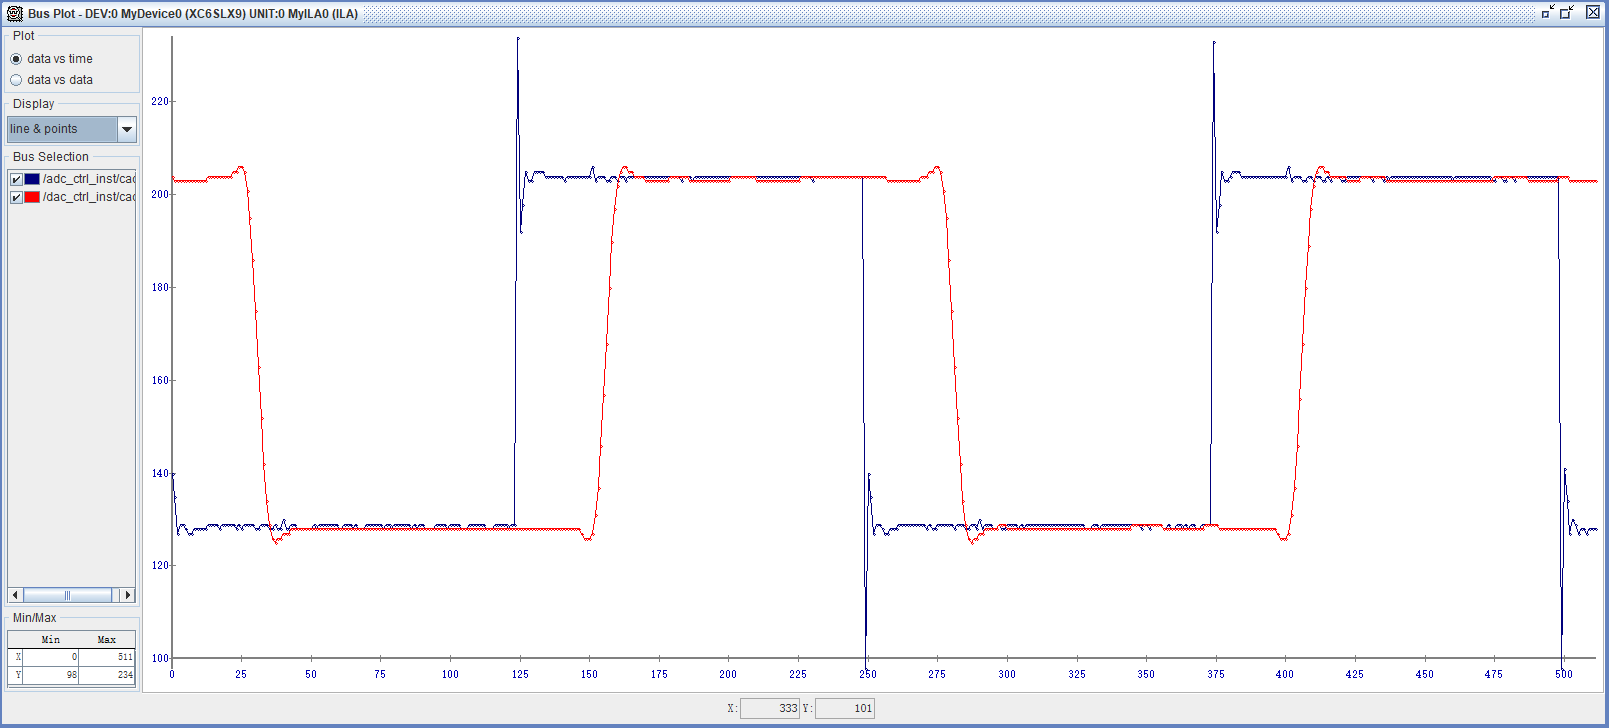 Bus Plot - DEV:0 MyDevice0 (XC6SLX9) UNIT:0 MyILA0 (ILA)
Plot
data vs time
data vs data
Display
line & points
Bus Selection
/adc_ctrl_inst/cac
/dac_ctrl_inst/cac
Min/Max
Min Max
X 0 511
Y 98 234
220
200
180
160
140
120
100
0 25 50 75 100 125 150 175 200 225 250 275 300 325 350 375 400 425 450 475 500
X: 333 Y: 101